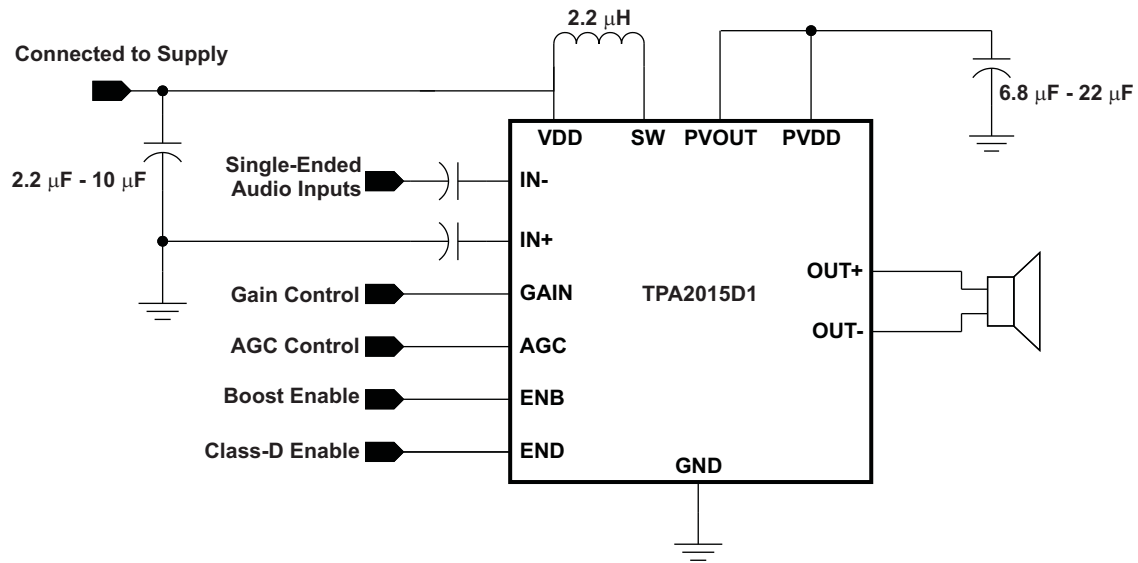 2.2 μH
Connected to Supply
6.8 μF - 22 μF
VDD
SW
PVOUT
PVDD
2.2 μF - 10 μF
Single-Ended
Audio Inputs
IN-
IN+
OUT+
Gain Control
GAIN
TPA2015D1
OUT-
AGC Control
AGC
Boost Enable
ENB
Class-D Enable
END
GND